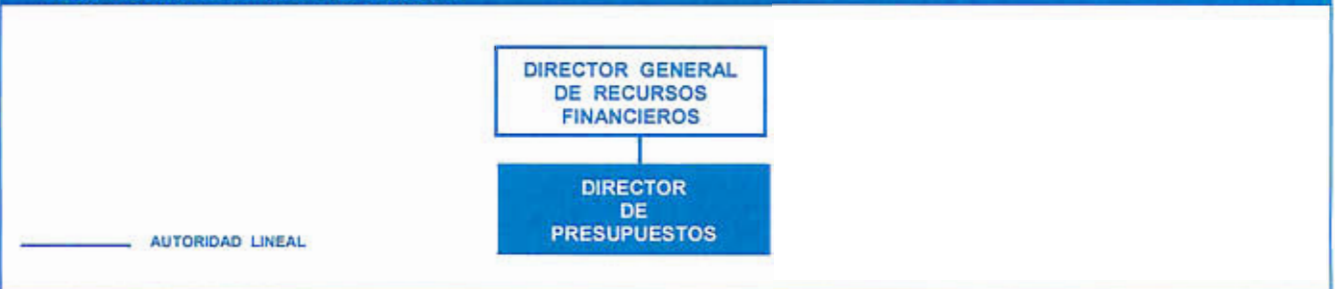 DIRECTOR GENERAL
DE RECURSOS
FINANCIEROS
DIRECTOR
DE
PRESUPUESTOS
AUTORIDAD LINEAL